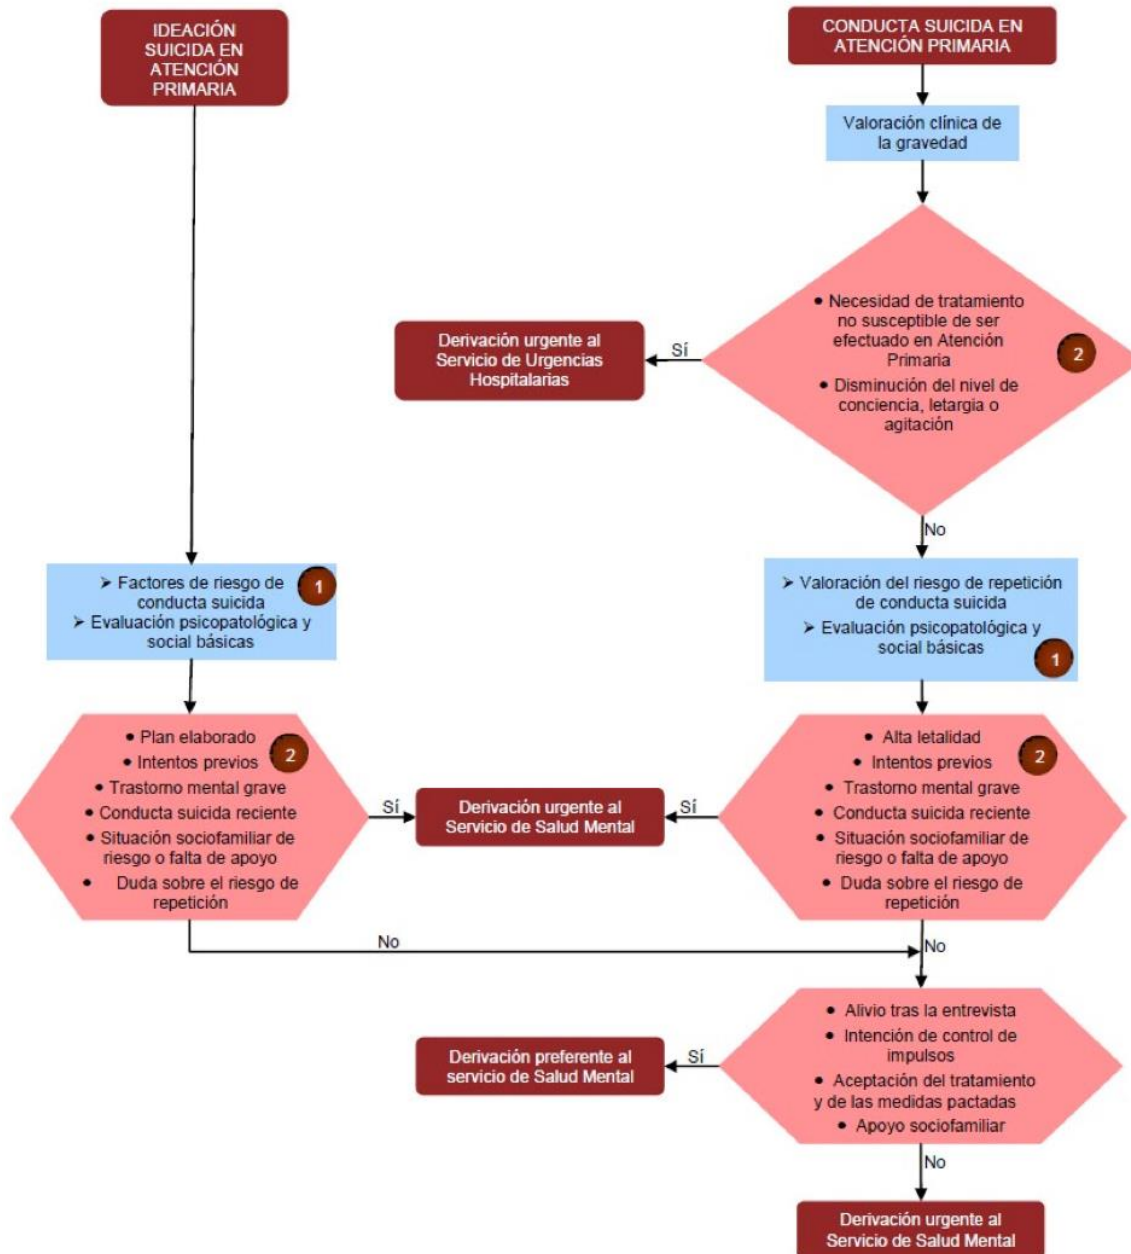 IDEACIÓN
SUICIDA EN
ATENCIÓN
PRIMARIA
CONDUCTA SUICIDA EN
ATENCIÓN PRIMARIA
Valoración clínica de
la gravedad
● Necesidad de tratamiento
no susceptible de ser
efectuado en Atención
Primaria
● Disminución del nivel de
conciencia, letargia o
agitación
2
Sí
Derivación urgente al
Servicio de Urgencias
Hospitalarias
No
➤ Factores de riesgo de
conducta suicida
➤ Evaluación psicopatológica y
social básicas
1
➤ Valoración del riesgo de repetición
de conducta suicida
➤ Evaluación psicopatológica y
social básicas
1
● Plan elaborado
● Intentos previos
● Trastorno mental grave
● Conducta suicida reciente
● Situación sociofamiliar de
riesgo o falta de apoyo
● Duda sobre el riesgo de
repetición
2
Sí
Derivación urgente al
Servicio de Salud Mental
Sí
● Alta letalidad
● Intentos previos
● Trastorno mental grave
● Conducta suicida reciente
● Situación sociofamiliar de
riesgo o falta de apoyo
● Duda sobre el riesgo de
repetición
2
No
No
● Alivio tras la entrevista
● Intención de control de
impulsos
● Aceptación del tratamiento
y de las medidas pactadas
● Apoyo sociofamiliar
Sí
Derivación preferente al
servicio de Salud Mental
No
Derivación urgente al
Servicio de Salud Mental